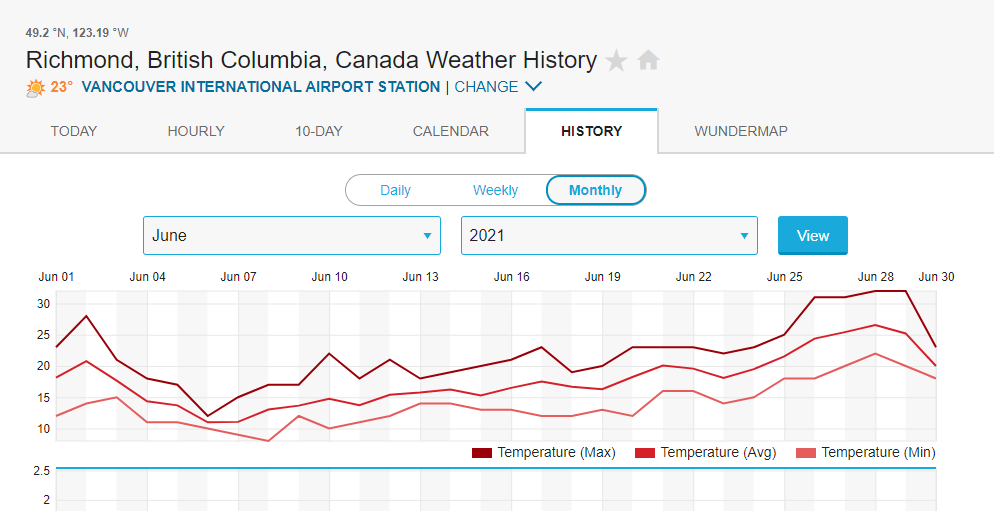 49.2 °N, 123.19 °W
Richmond, British Columbia, Canada Weather History
23° VANCOUVER INTERNATIONAL AIRPORT STATION | CHANGE
TODAY HOURLY 10-DAY CALENDAR HISTORY WUNDERMAP
Daily Weekly Monthly
June 2021 View
Jun 01 Jun 04 Jun 07 Jun 10 Jun 13 Jun 16 Jun 19 Jun 22 Jun 25 Jun 28 Jun 30
30
25
20
15
10
Temperature (Max) Temperature (Avg) Temperature (Min)
2.5
2